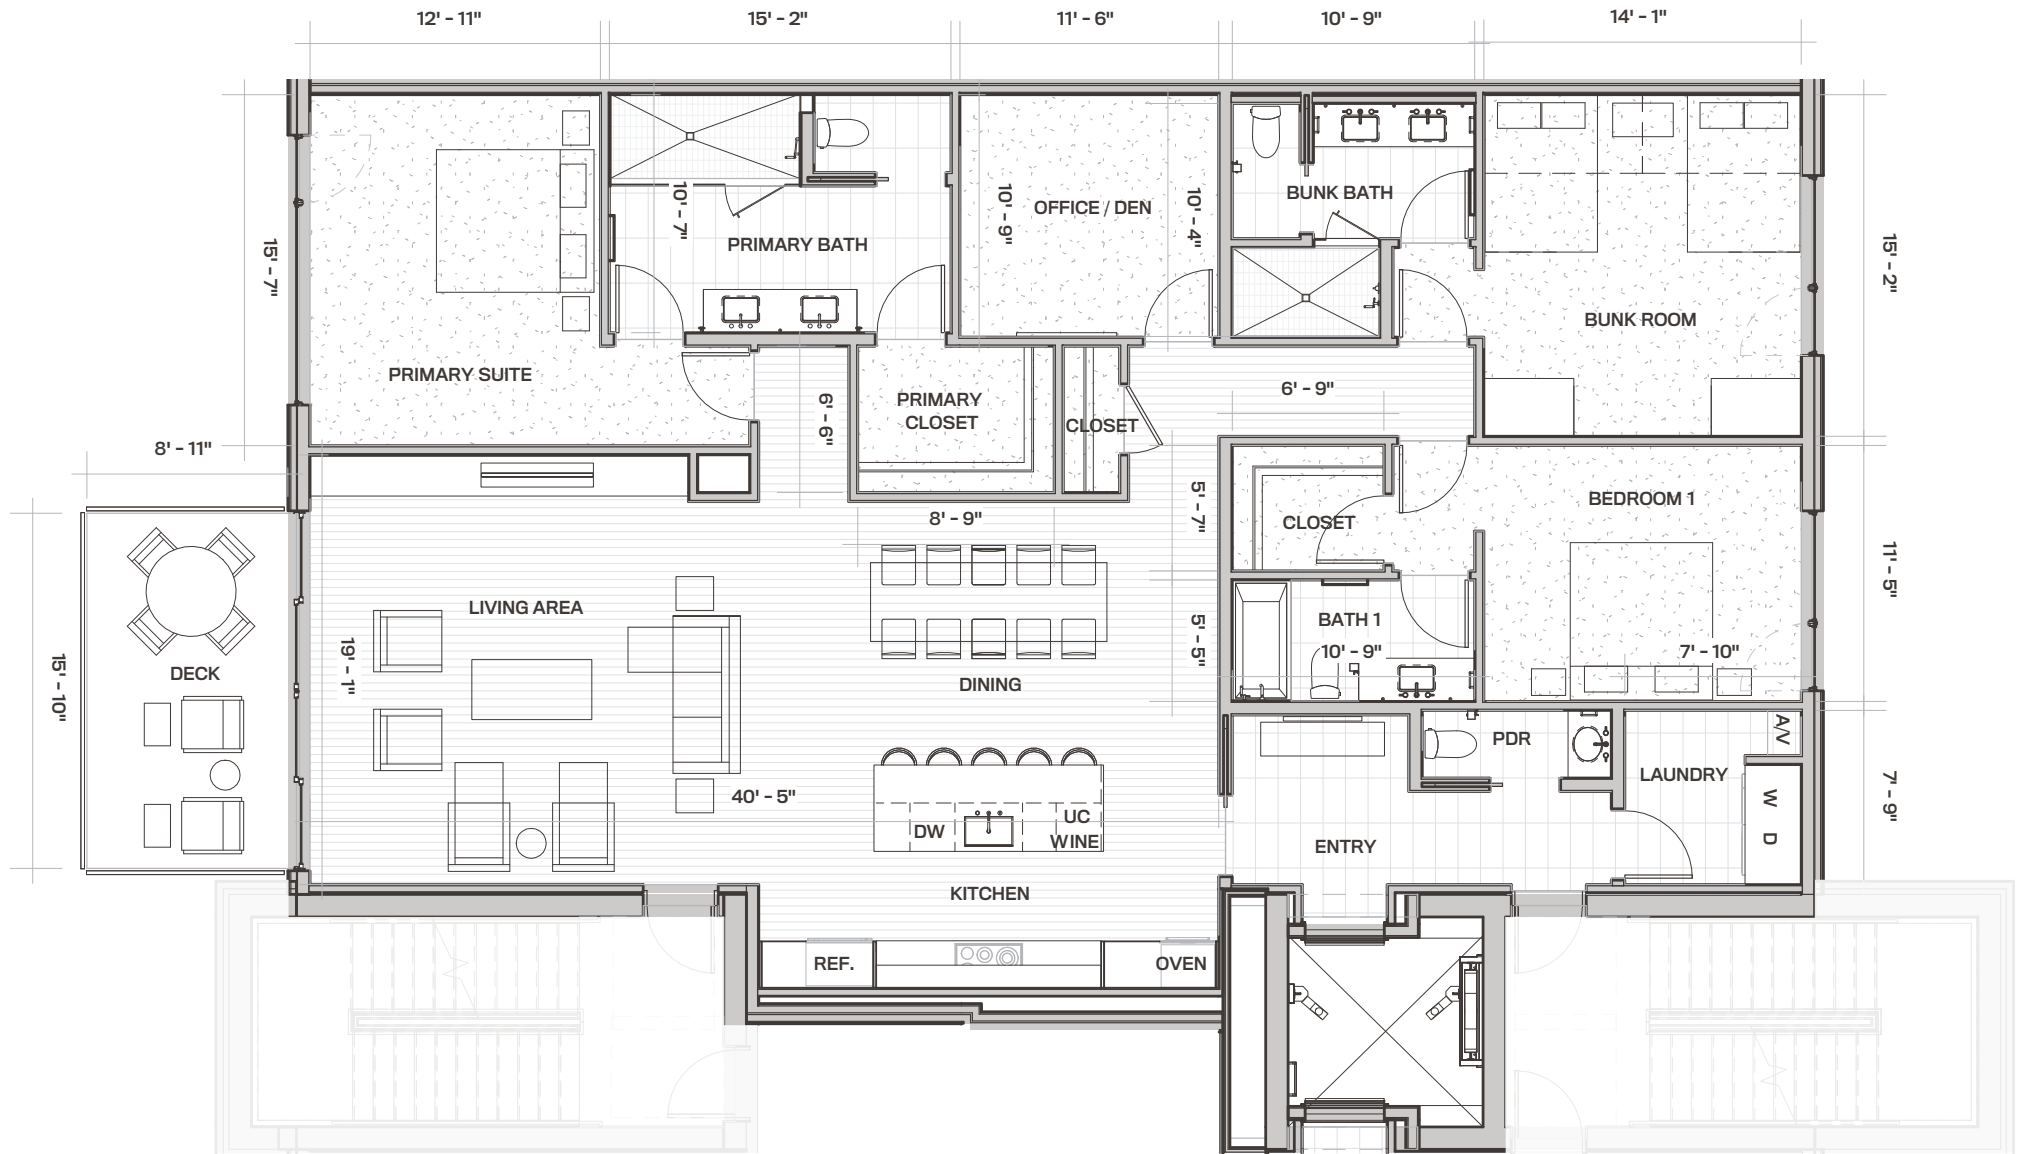 12' - 11"
15' - 2"
11' - 6"
10' - 9"
14' - 1"
10' - 7"
10' - 9"
10' - 4"
BUNK BATH
OFFICE / DEN
PRIMARY BATH
15' - 7"
15' - 2"
BUNK ROOM
PRIMARY SUITE
6' - 9"
6' - 6"
PRIMARY
CLOSET
CLOSET
8' - 11"
BEDROOM 1
5' - 7"
8' - 9"
CLOSET
11' - 5"
LIVING AREA
BATH 1
5' - 5"
10' - 9"
7' - 10"
19' - 1"
DECK
15' - 10"
DINING
A/V
PDR
LAUNDRY
7' - 9"
40' - 5"
W D
UC
WINE
DW
ENTRY
KITCHEN
REF.
OVEN